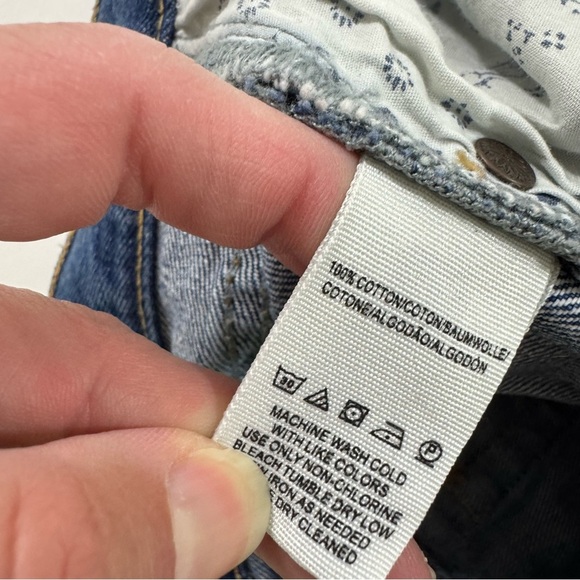 100% COTTON/COTON/BAUMWOLLE/
COTONE/ALGODÃO/ALGODÓN
30
P
MACHINE WASH COLD
WITH LIKE COLORS
USE ONLY NON-CHLORINE
BLEACH TUMBLE DRY LOW
IRON AS NEEDED
DRY CLEANED